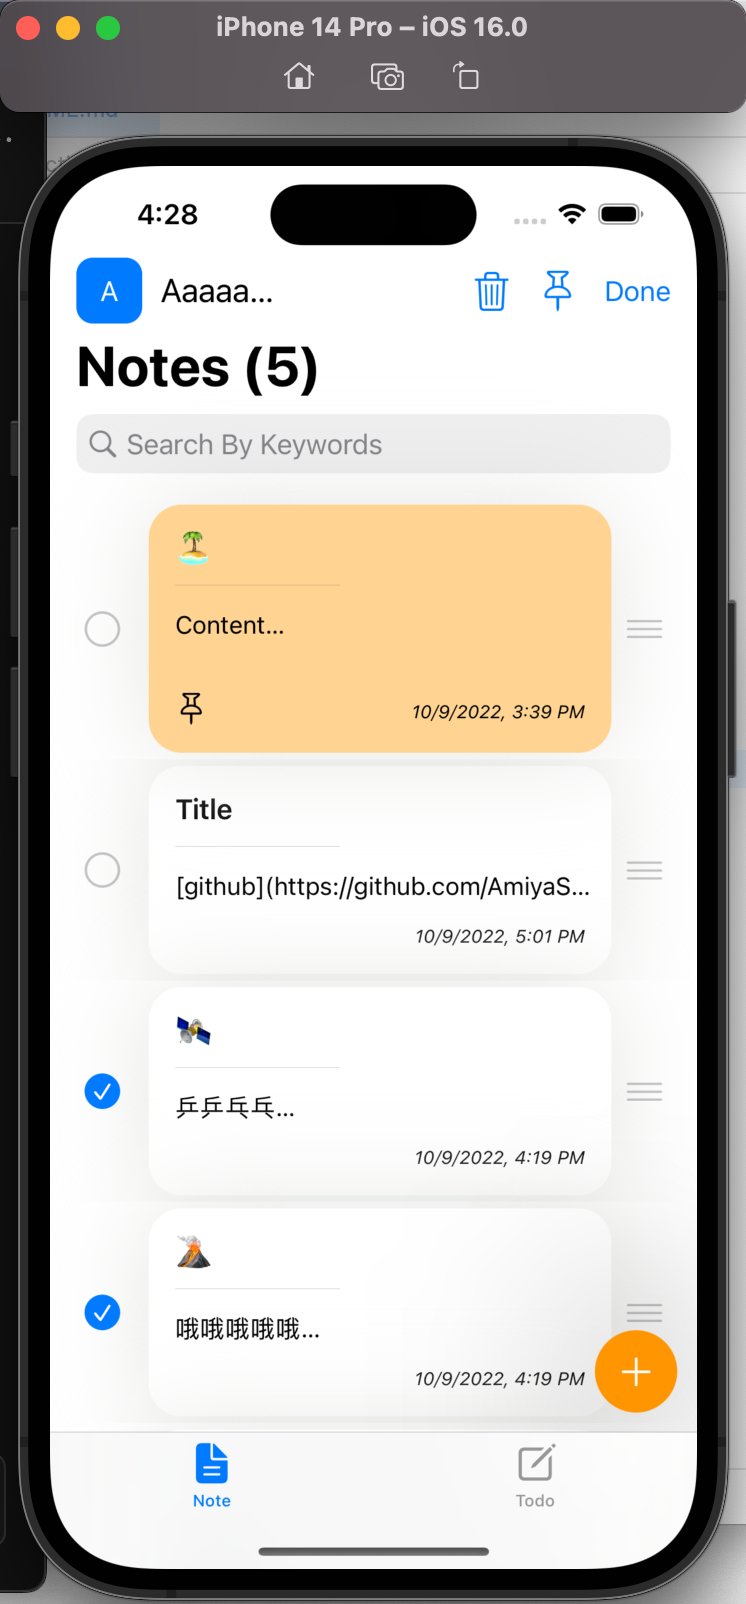 iPhone 14 Pro – iOS 16.0
4:28
A Aaaaa... Done
Notes (5)
Search By Keywords
Content...
10/9/2022, 3:39 PM
Title
[github](https://github.com/AmiyaS...
10/9/2022, 5:01 PM
乒乒乓乓...
10/9/2022, 4:19 PM
哦哦哦哦哦...
10/9/2022, 4:19 PM
Note Todo